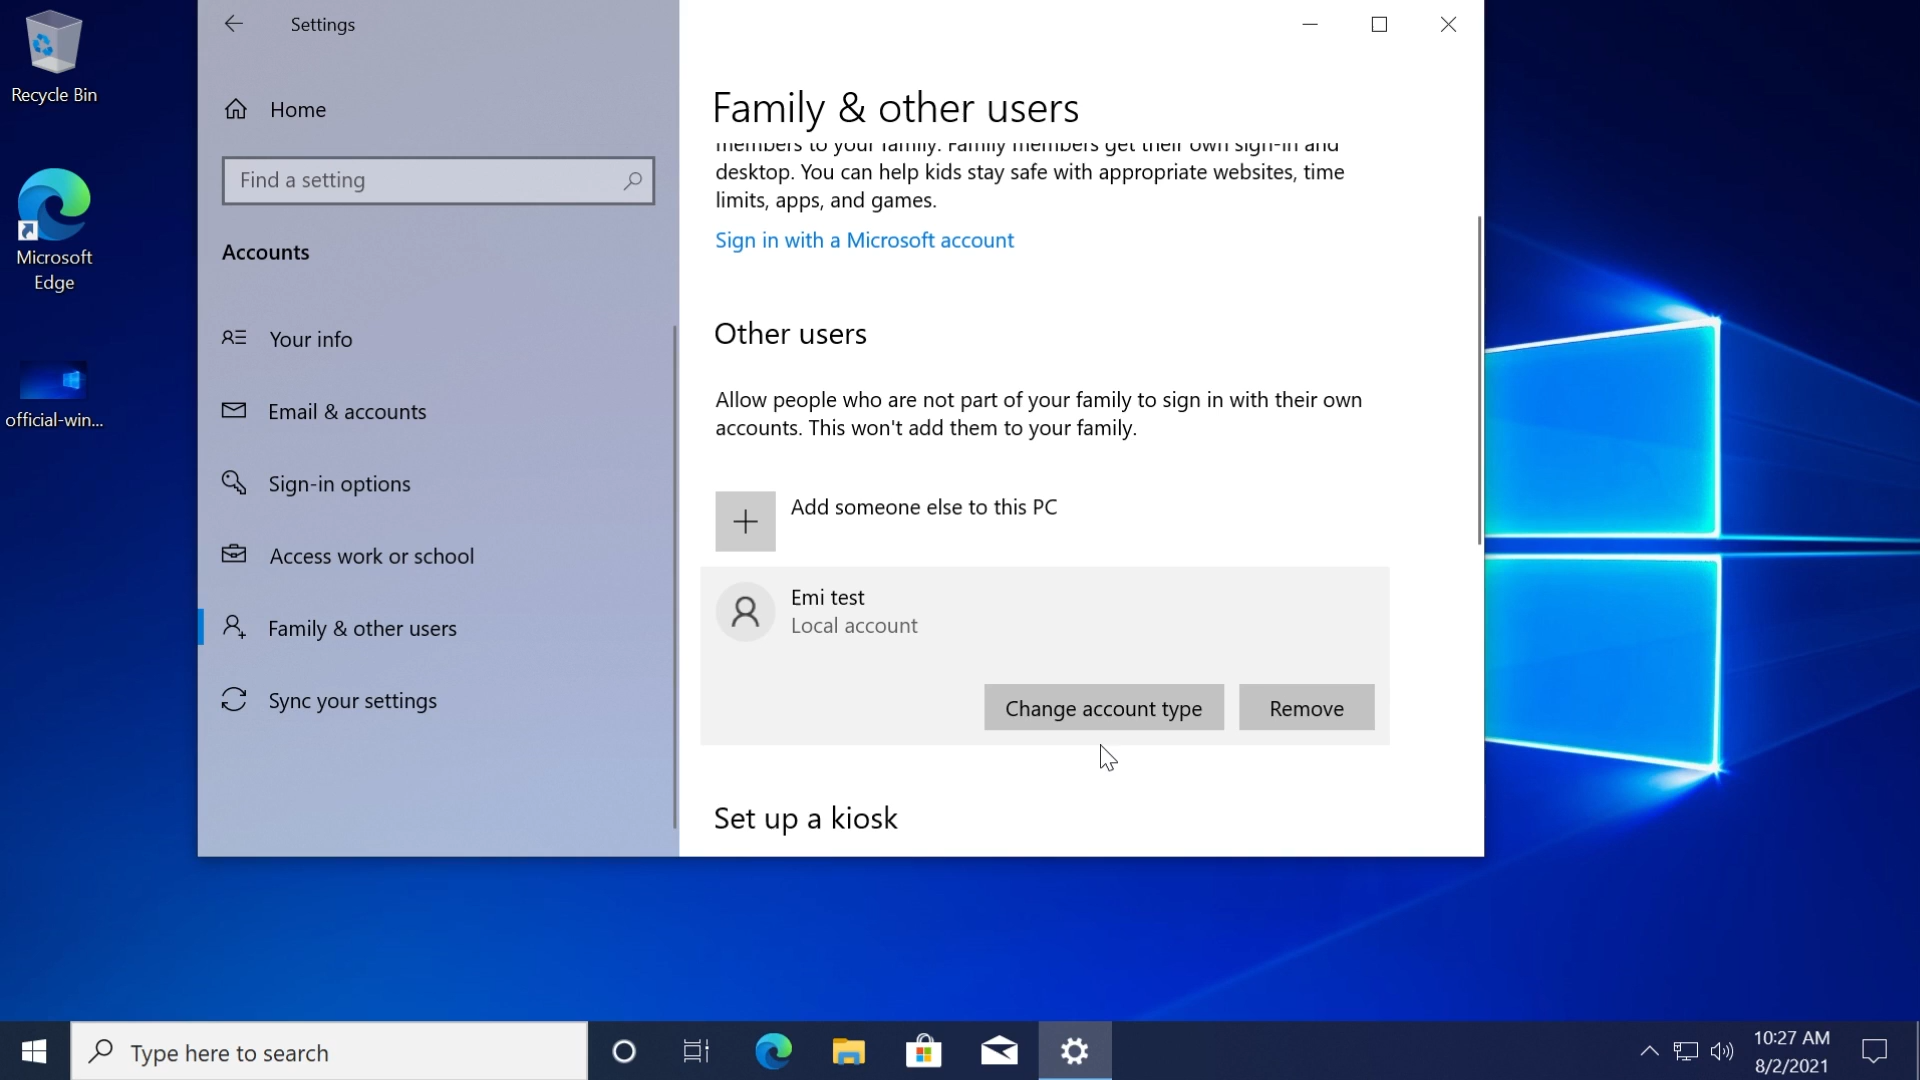 Recycle Bin
Microsoft
Edge
official-win...
Settings
Home
Find a setting
Accounts
Your info
Email & accounts
Sign-in options
Access work or school
Family & other users
Sync your settings
Family & other users
members to your family. Family members get their own sign-in and
desktop. You can help kids stay safe with appropriate websites, time
limits, apps, and games.
Sign in with a Microsoft account
Other users
Allow people who are not part of your family to sign in with their own
accounts. This won't add them to your family.
Add someone else to this PC
Emi test
Local account
Change account type
Remove
Set up a kiosk
Type here to search
10:27 AM
8/2/2021